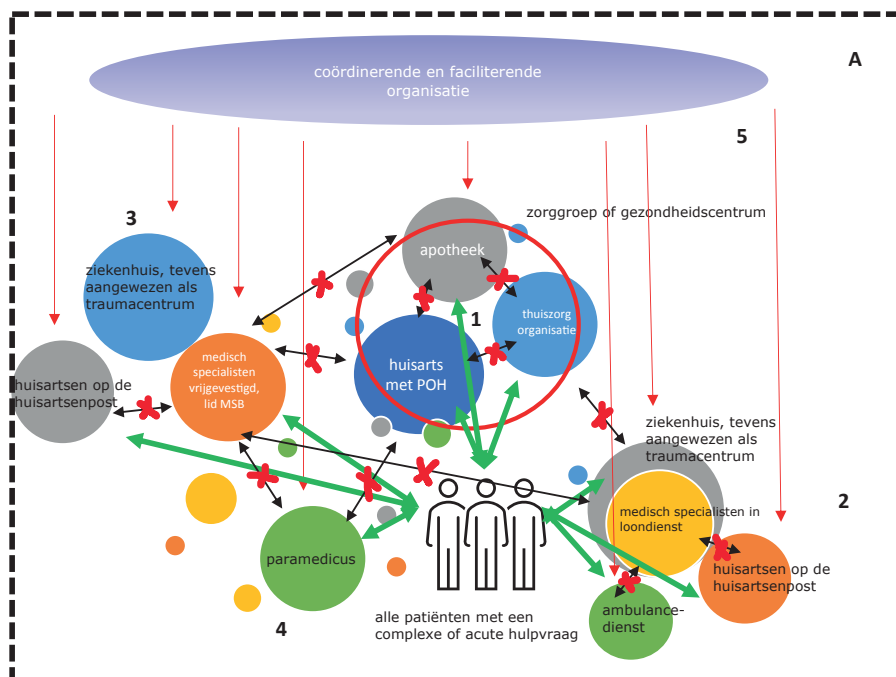 coördinerende en faciliterende
organisatie
A
5
3
zorggroep of gezondheidscentrum
apotheek
ziekenhuis, tevens
aangewezen als
traumacentrum
1
thuiszorg
organisatie
medisch
specialisten
vrijgevestigd,
lid MSB
huisarts
met POH
huisartsen op de
huisartsenpost
ziekenhuis, tevens
aangewezen als
traumacentrum
2
medisch specialisten in
loondienst
paramedicus
huisartsen op de
huisartsenpost
ambulance-
dienst
4
alle patiënten met een
complexe of acute hulpvraag